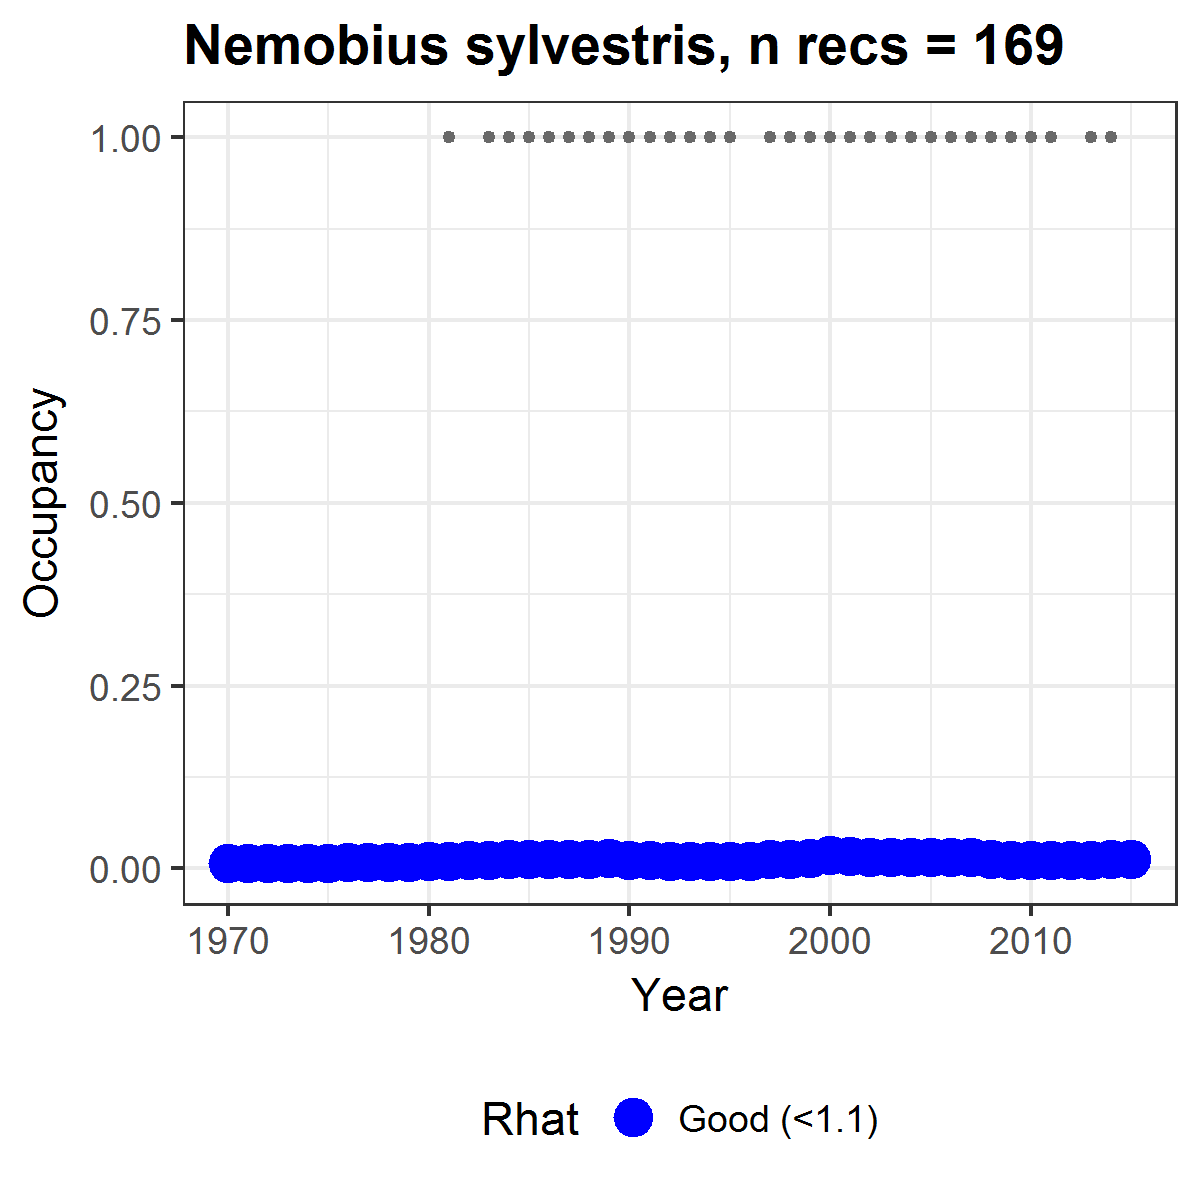 Nemobius sylvestris, n recs = 169
1.00
0.75
0.50
0.25
0.00
Occupancy
1970 1980 1990 2000 2010
Year
Rhat Good (<1.1)